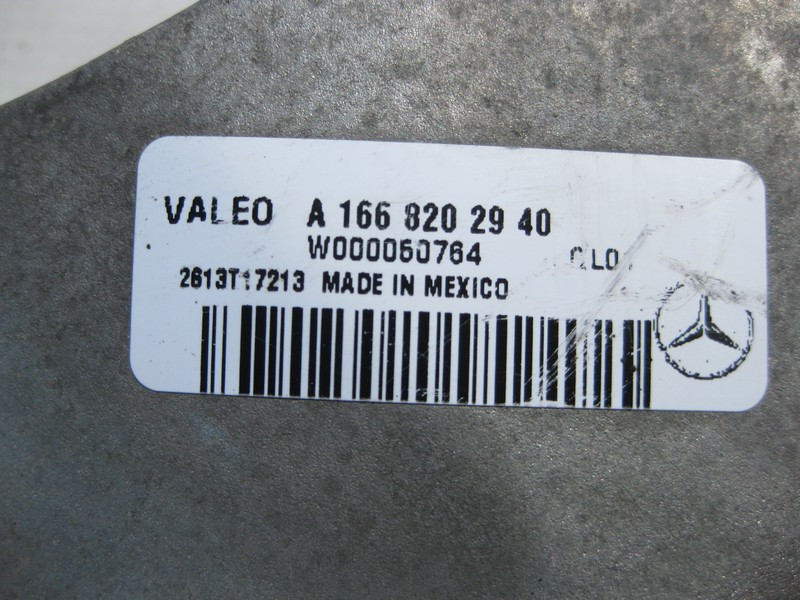 VALEO A 166 820 29 40
W000060764
2613T17213 MADE IN MEXICO